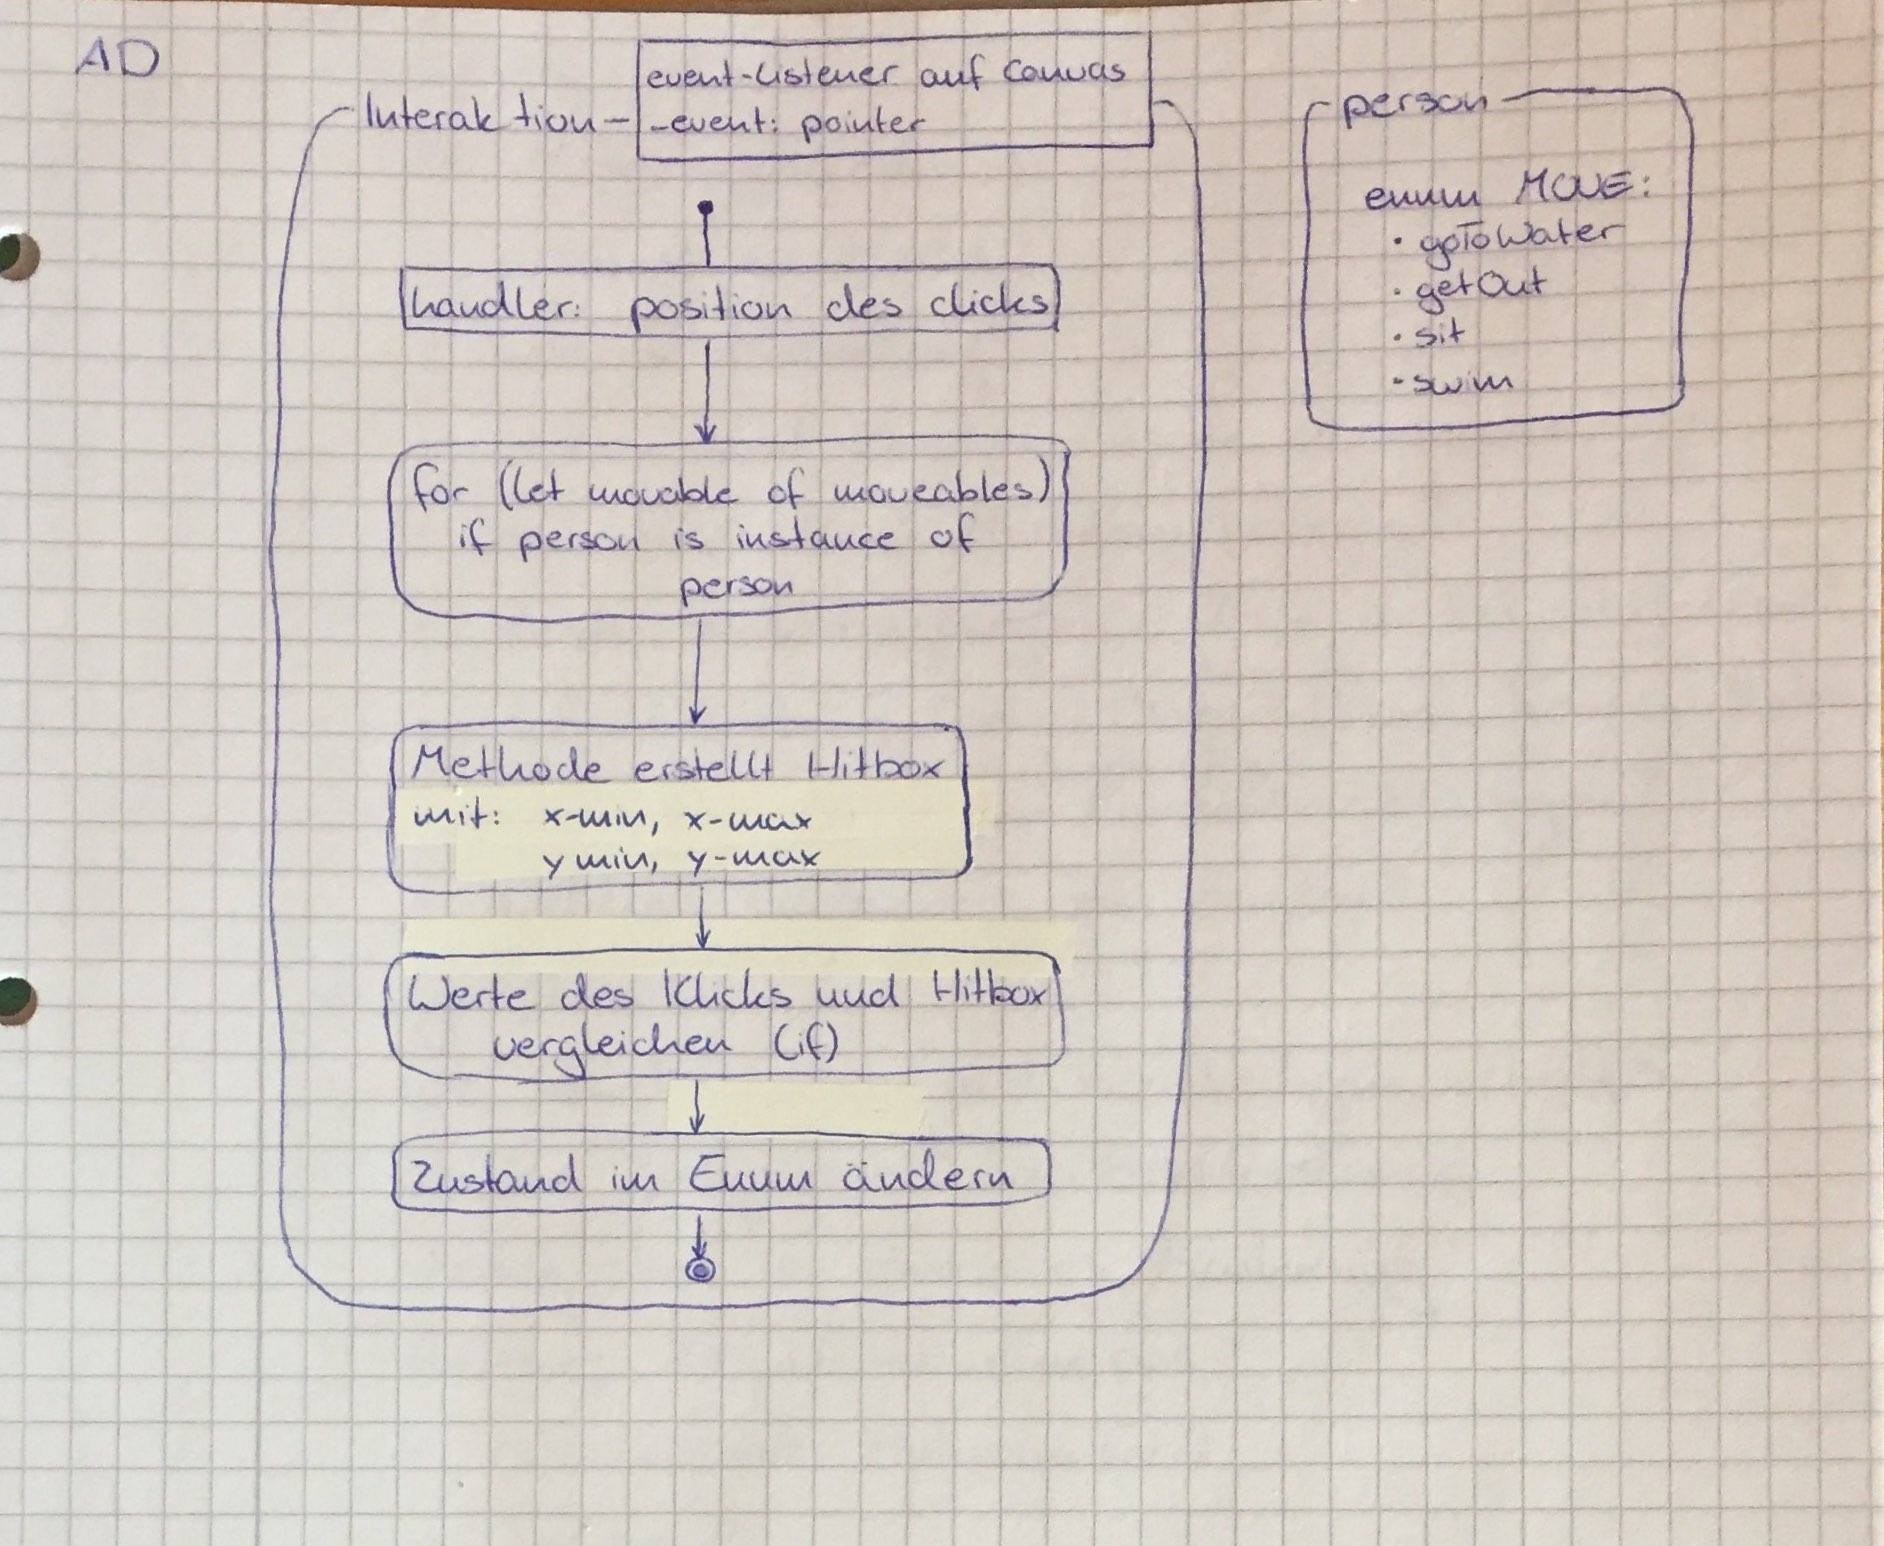 AD
Interaktion
event-Listener auf Canvas
-event: pointer
handler: position des clicks
for (let movable of moveables)
if person is instance of
person
Methode erstellt Hitbox
mit: x-min, x-max
y min, y-max
Werte des Klicks und Hitbox
vergleichen (if)
Zustand im Enum ändern
person
enum MOVE:
· goToWater
· getOut
· sit
· swim